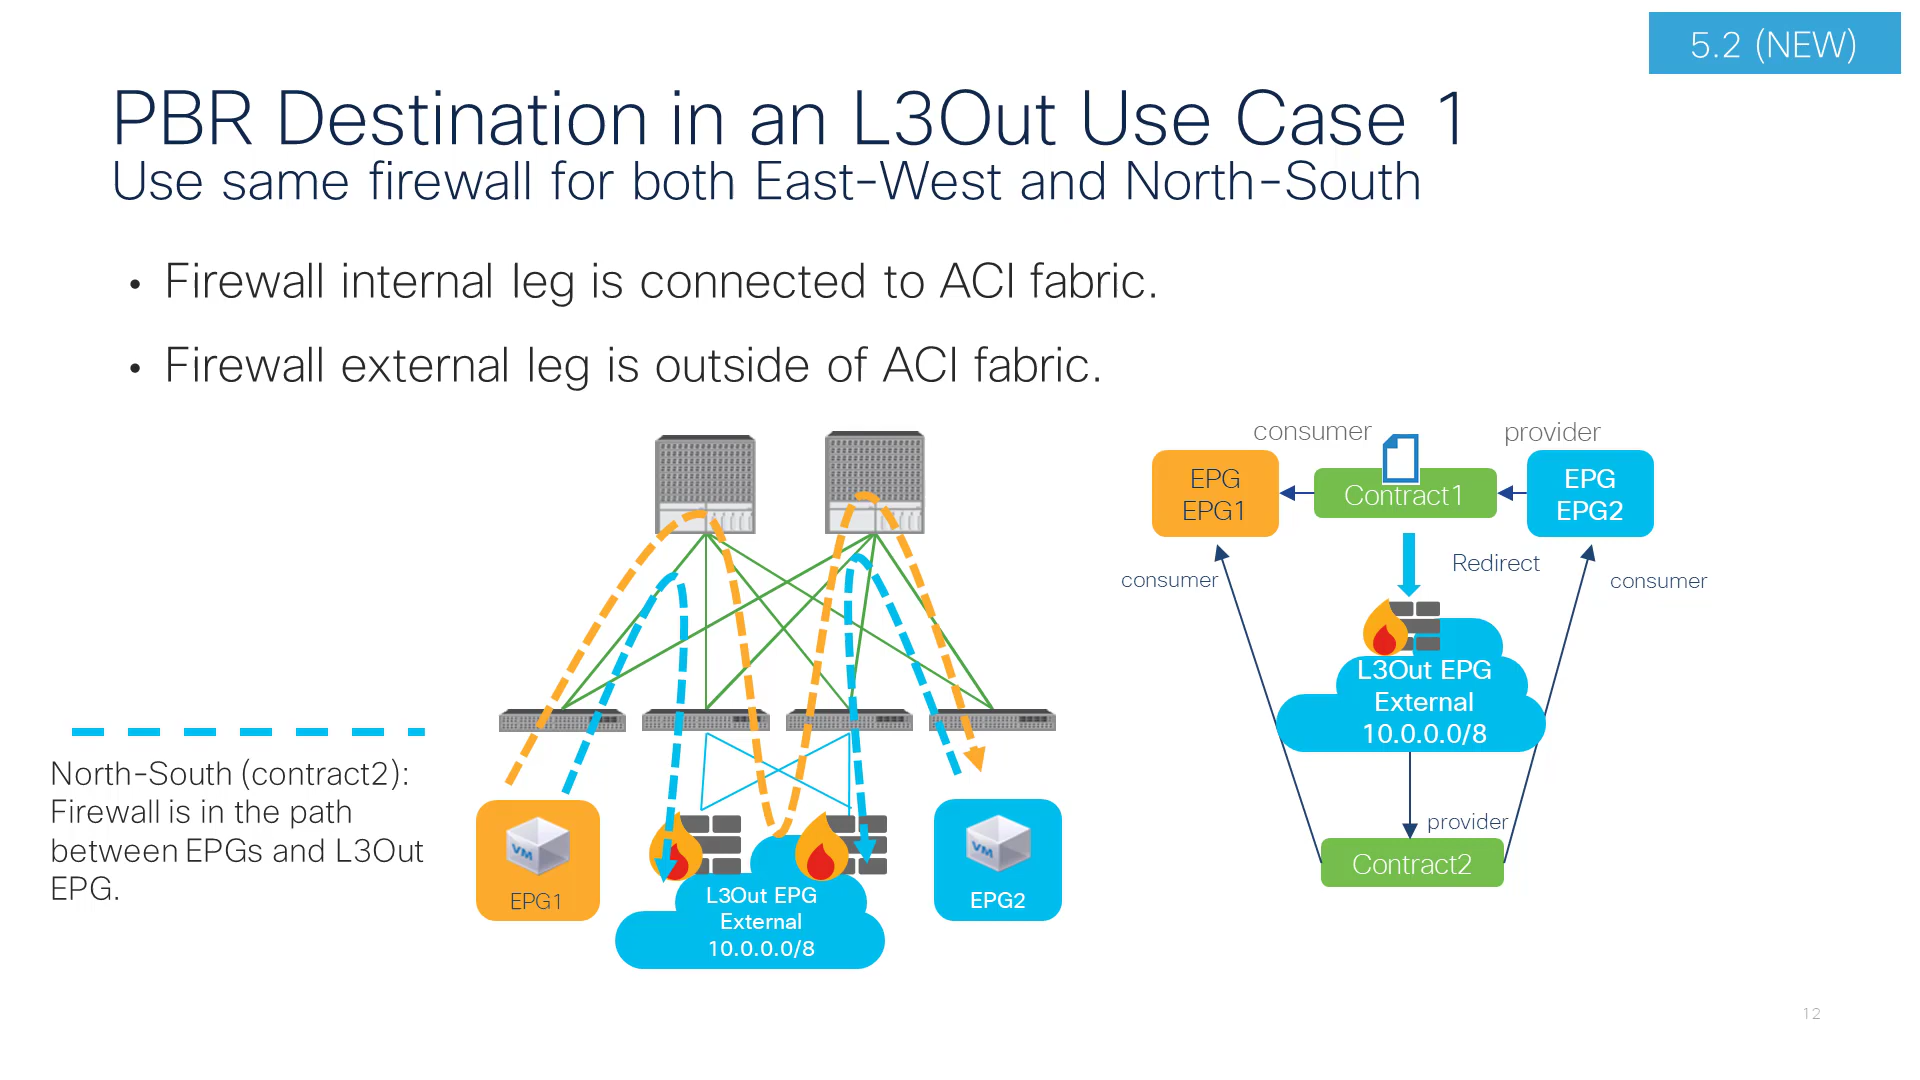 5.2 (NEW)
PBR Destination in an L3Out Use Case 1
Use same firewall for both East-West and North-South
• Firewall internal leg is connected to ACI fabric.
• Firewall external leg is outside of ACI fabric.
consumer
provider
EPG
EPG1
Contract1
EPG
EPG2
Redirect
consumer
consumer
L3Out EPG
External
10.0.0.0/8
provider
Contract2
North-South (contract2):
Firewall is in the path
between EPGs and L3Out
EPG.
VM
EPG1
L3Out EPG
External
10.0.0.0/8
VM
EPG2
12